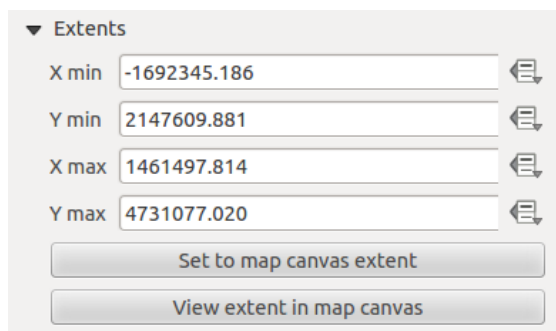 Extents
X min -1692345.186
Y min 2147609.881
X max 1461497.814
Y max 4731077.020
Set to map canvas extent
View extent in map canvas